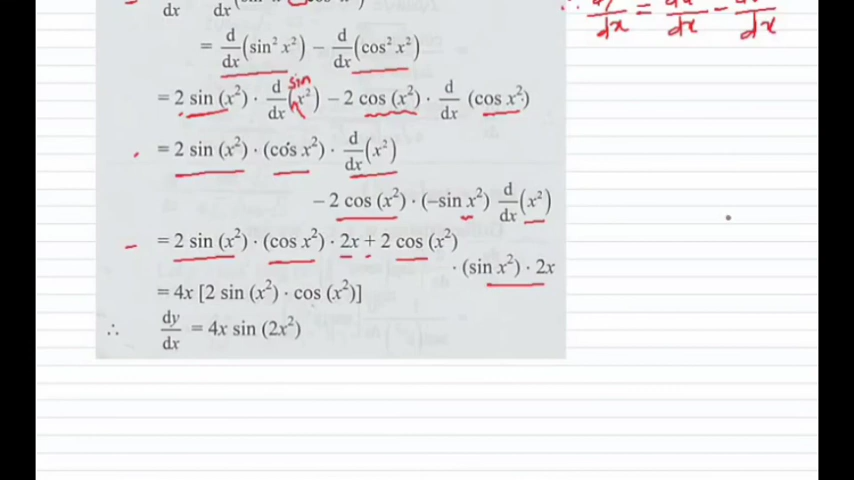 dx dx
= d/dx (sin² x²) − d/dx (cos² x²)
= 2 sin (x²) · d/dx (sin x²) − 2 cos (x²) · d/dx (cos x²)
= 2 sin (x²) · (cos x²) · d/dx (x²)
− 2 cos (x²) · (−sin x²) d/dx (x²)
= 2 sin (x²) · (cos x²) · 2x + 2 cos (x²)
· (sin x²) · 2x
= 4x [2 sin (x²) · cos (x²)]
∴ dy/dx = 4x sin (2x²)